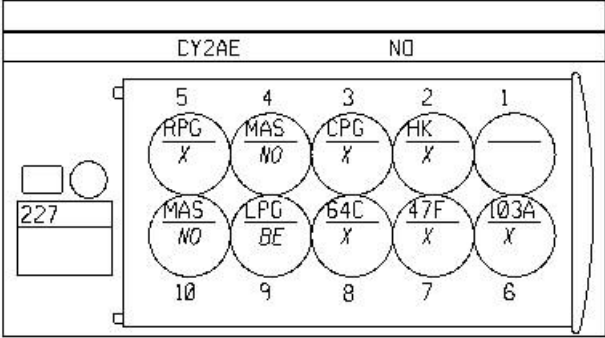 CY2AE NO
5 4 3 2 1
RPG MAS CPG HK
X NO X X
227
MAS LPG 64C 47F 103A
NO BE X X X
10 9 8 7 6